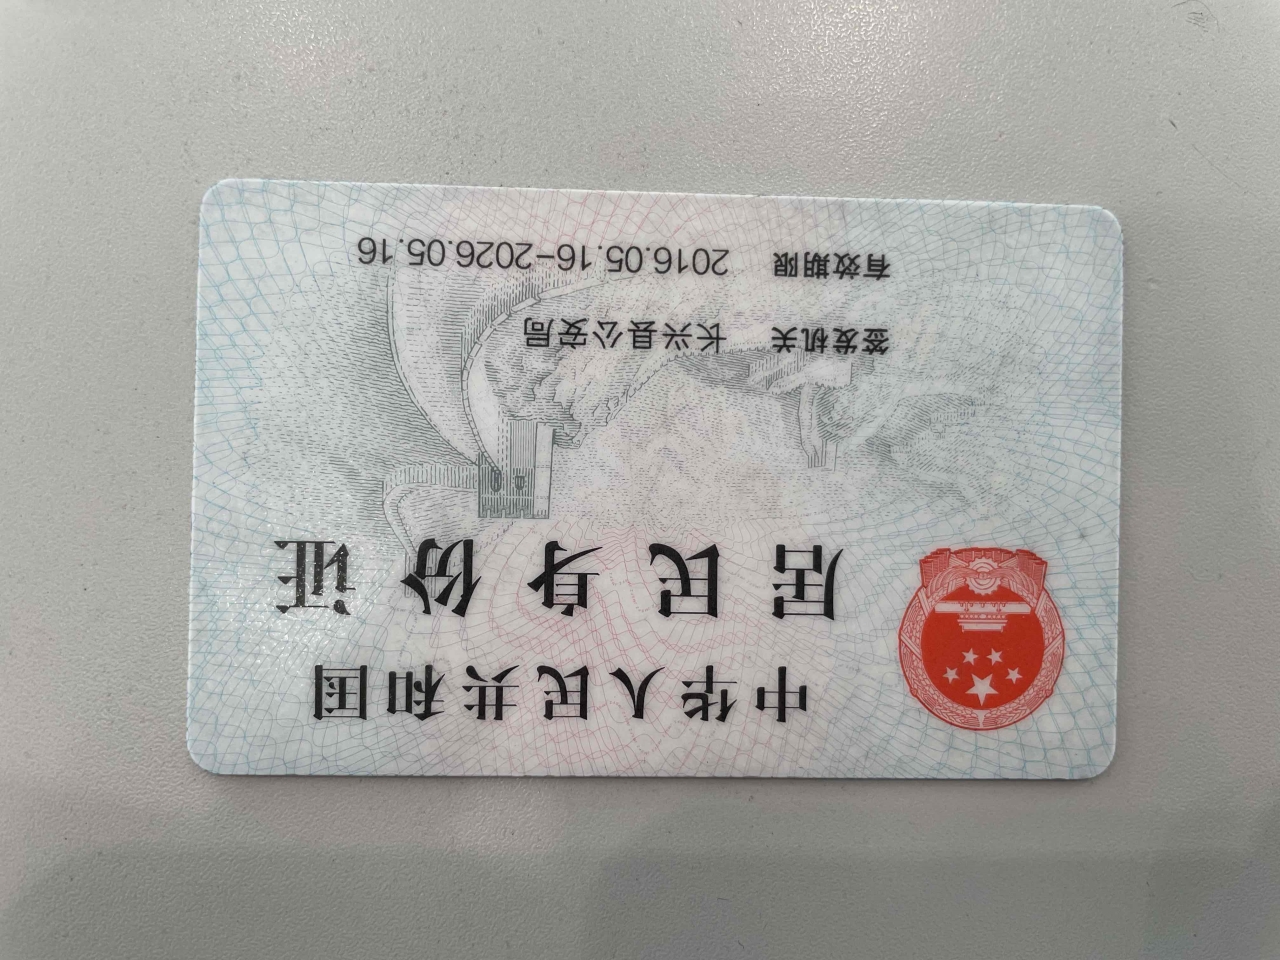 中华人民共和国
居民身份证
签发机关 长兴县公安局
有效期限 2016.05.16-2026.05.16